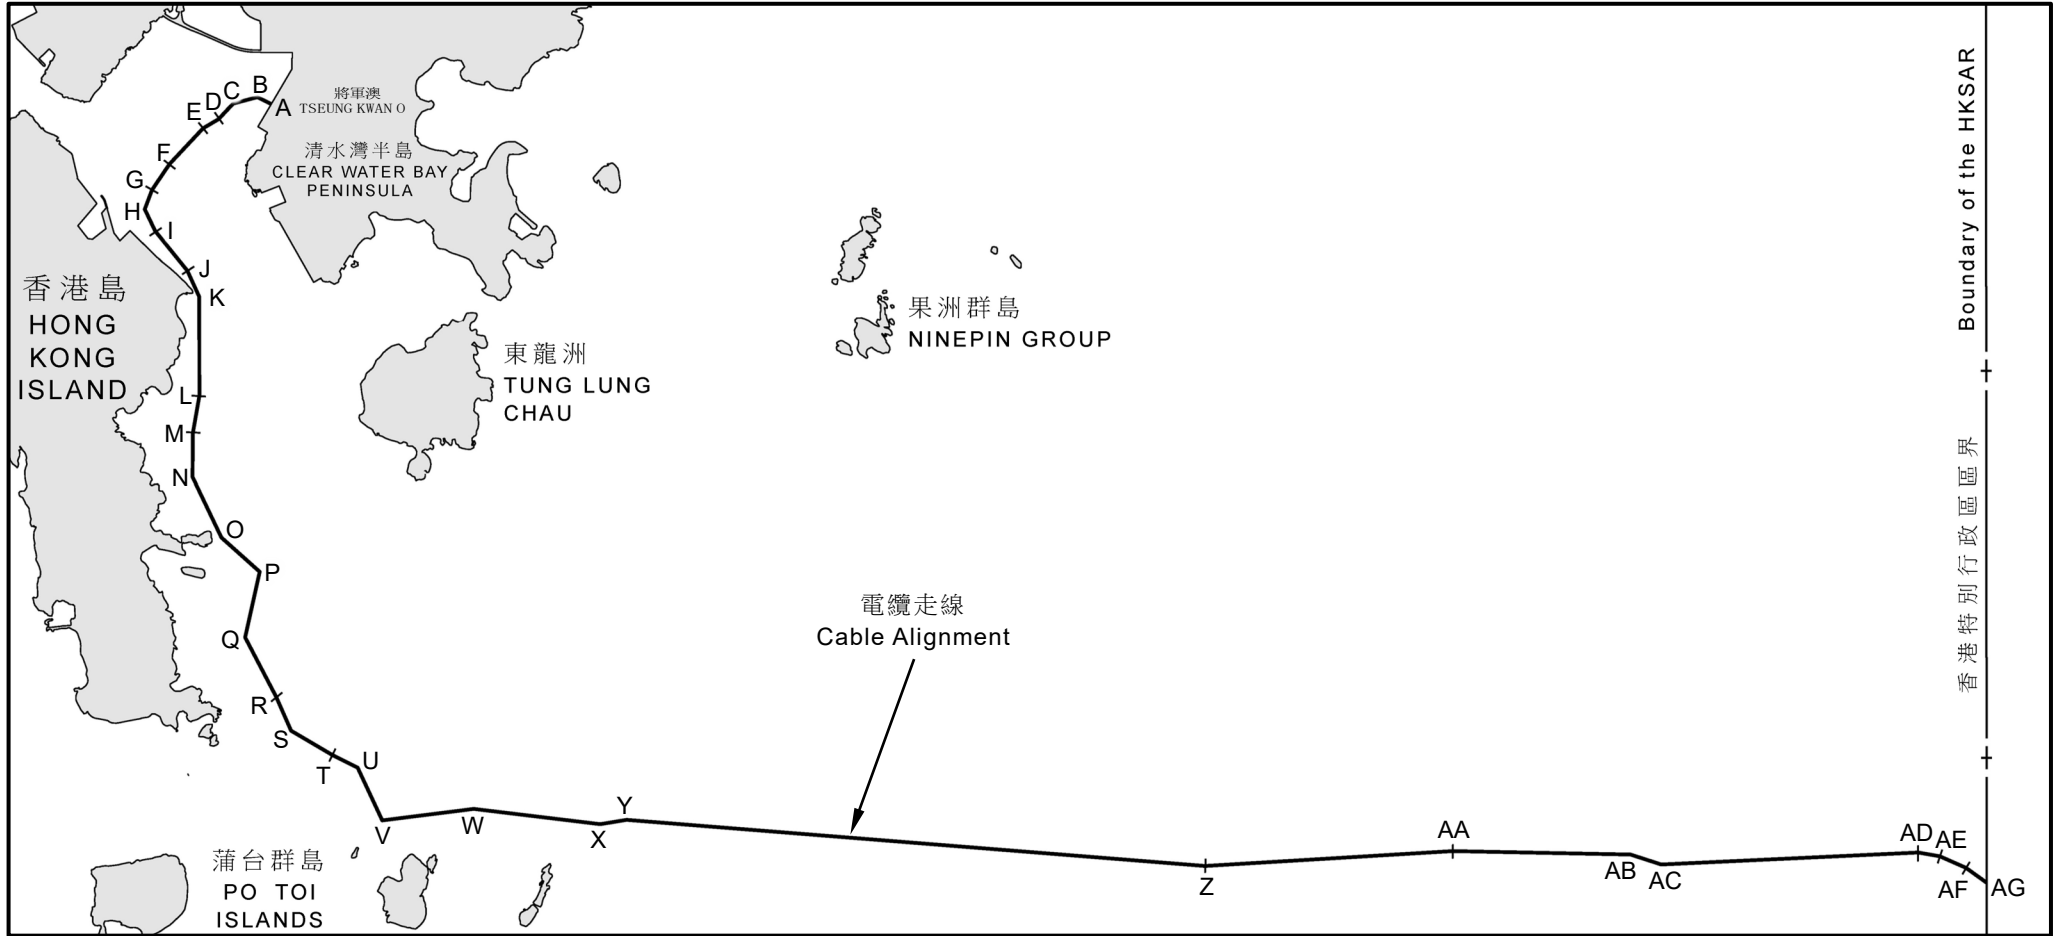 B
C
A
D
E
將軍澳
TSEUNG KWAN O
清水灣半島
CLEAR WATER BAY
PENINSULA
F
G
H
I
J
K
香港島
HONG
KONG
ISLAND
東龍洲
TUNG LUNG
CHAU
果洲群島
NINEPIN GROUP
Boundary of the HKSAR
香港特別行政區區界
L
M
N
O
P
Q
R
S
T
U
電纜走線
Cable Alignment
V
W
X
Y
Z
AA
AB
AC
AD
AE
AF
AG
蒲台群島
PO TOI
ISLANDS